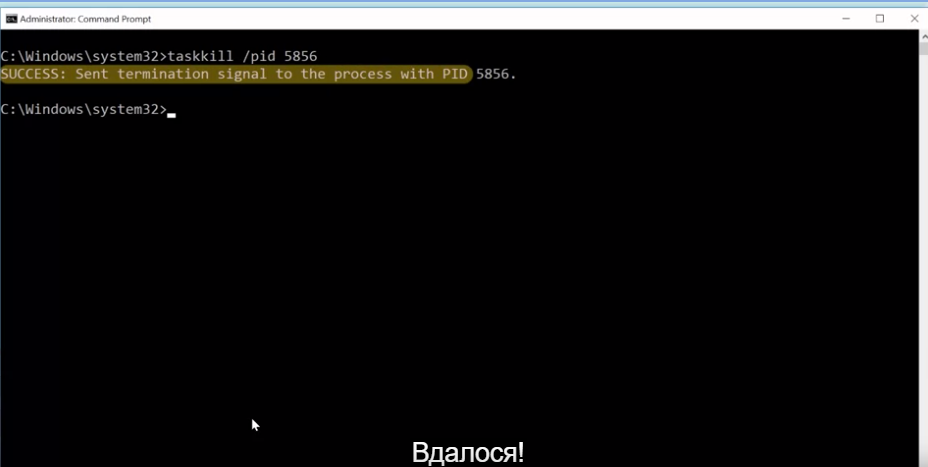 Administrator: Command Prompt
C:\Windows\system32>taskkill /pid 5856
SUCCESS: Sent termination signal to the process with PID 5856.
C:\Windows\system32>
Вдалося!